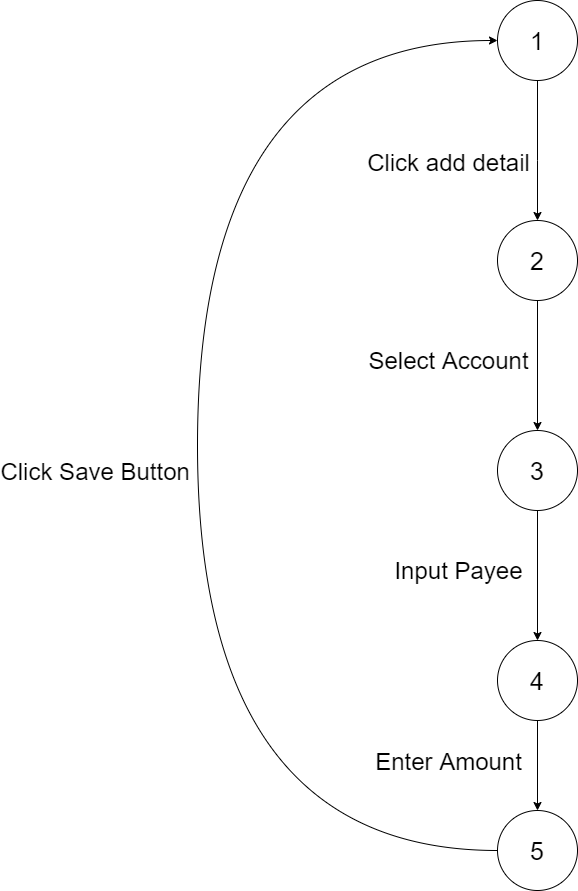 1
Click add detail
2
Select Account
Click Save Button
3
Input Payee
4
Enter Amount
5